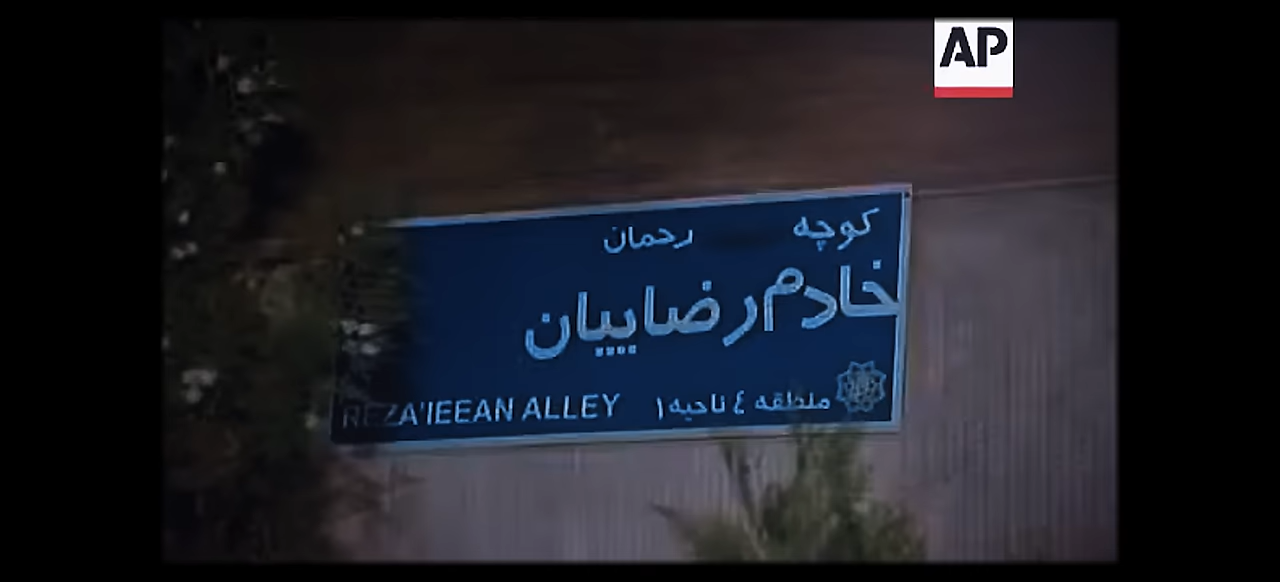 AP
کوچه رحمان
خادم رضاییان
منطقه ٤ ناحیه ١
REZA'IEEAN ALLEY